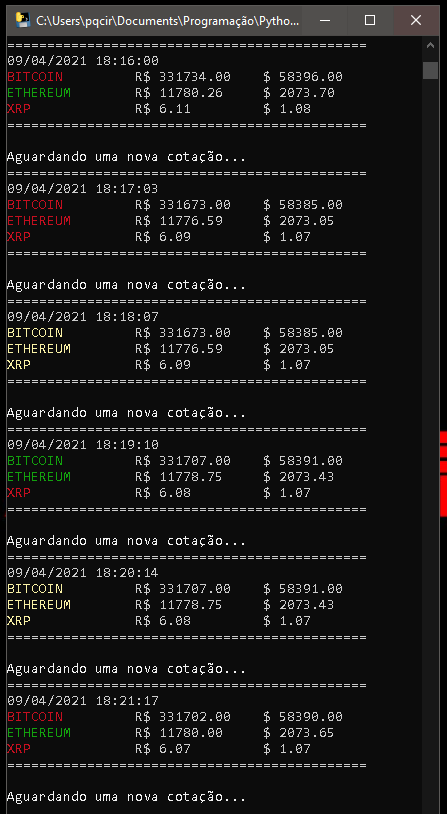 C:\Users\pqcir\Documents\Programação\Pytho...
=============================================
09/04/2021 18:16:00
BITCOIN R$ 331734.00 $ 58396.00
ETHEREUM R$ 11780.26 $ 2073.70
XRP R$ 6.11 $ 1.08
=============================================
Aguardando uma nova cotação...
=============================================
09/04/2021 18:17:03
BITCOIN R$ 331673.00 $ 58385.00
ETHEREUM R$ 11776.59 $ 2073.05
XRP R$ 6.09 $ 1.07
=============================================
Aguardando uma nova cotação...
=============================================
09/04/2021 18:18:07
BITCOIN R$ 331673.00 $ 58385.00
ETHEREUM R$ 11776.59 $ 2073.05
XRP R$ 6.09 $ 1.07
=============================================
Aguardando uma nova cotação...
=============================================
09/04/2021 18:19:10
BITCOIN R$ 331707.00 $ 58391.00
ETHEREUM R$ 11778.75 $ 2073.43
XRP R$ 6.08 $ 1.07
=============================================
Aguardando uma nova cotação...
=============================================
09/04/2021 18:20:14
BITCOIN R$ 331707.00 $ 58391.00
ETHEREUM R$ 11778.75 $ 2073.43
XRP R$ 6.08 $ 1.07
=============================================
Aguardando uma nova cotação...
=============================================
09/04/2021 18:21:17
BITCOIN R$ 331702.00 $ 58390.00
ETHEREUM R$ 11780.00 $ 2073.65
XRP R$ 6.07 $ 1.07
=============================================
Aguardando uma nova cotação...